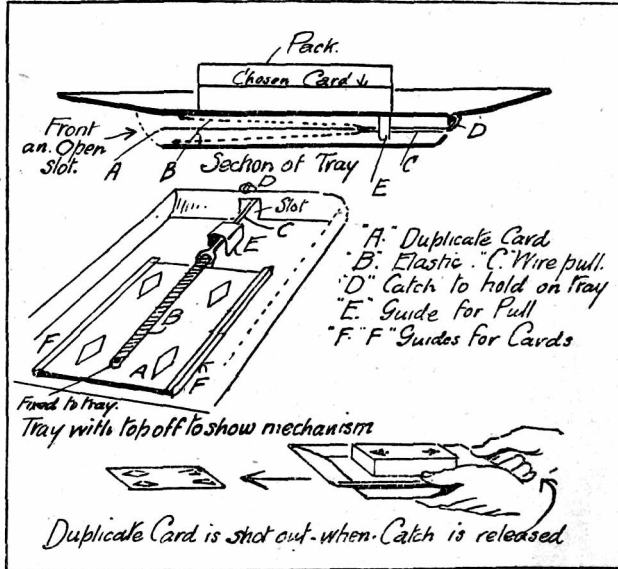 Pack.
Chosen Card
Front
an Open
slot.
A
B
Section of Tray
E
C
D
D
Slot
C
E
B
F
A
F
"A." Duplicate Card
"B." Elastic. "C." Wire pull.
"D" Catch to hold on tray
"E." Guide for Pull
"F." "F" Guides for Cards
Fixed to tray.
Tray with top off to show mechanism
Duplicate Card is shot out-when-Catch is released